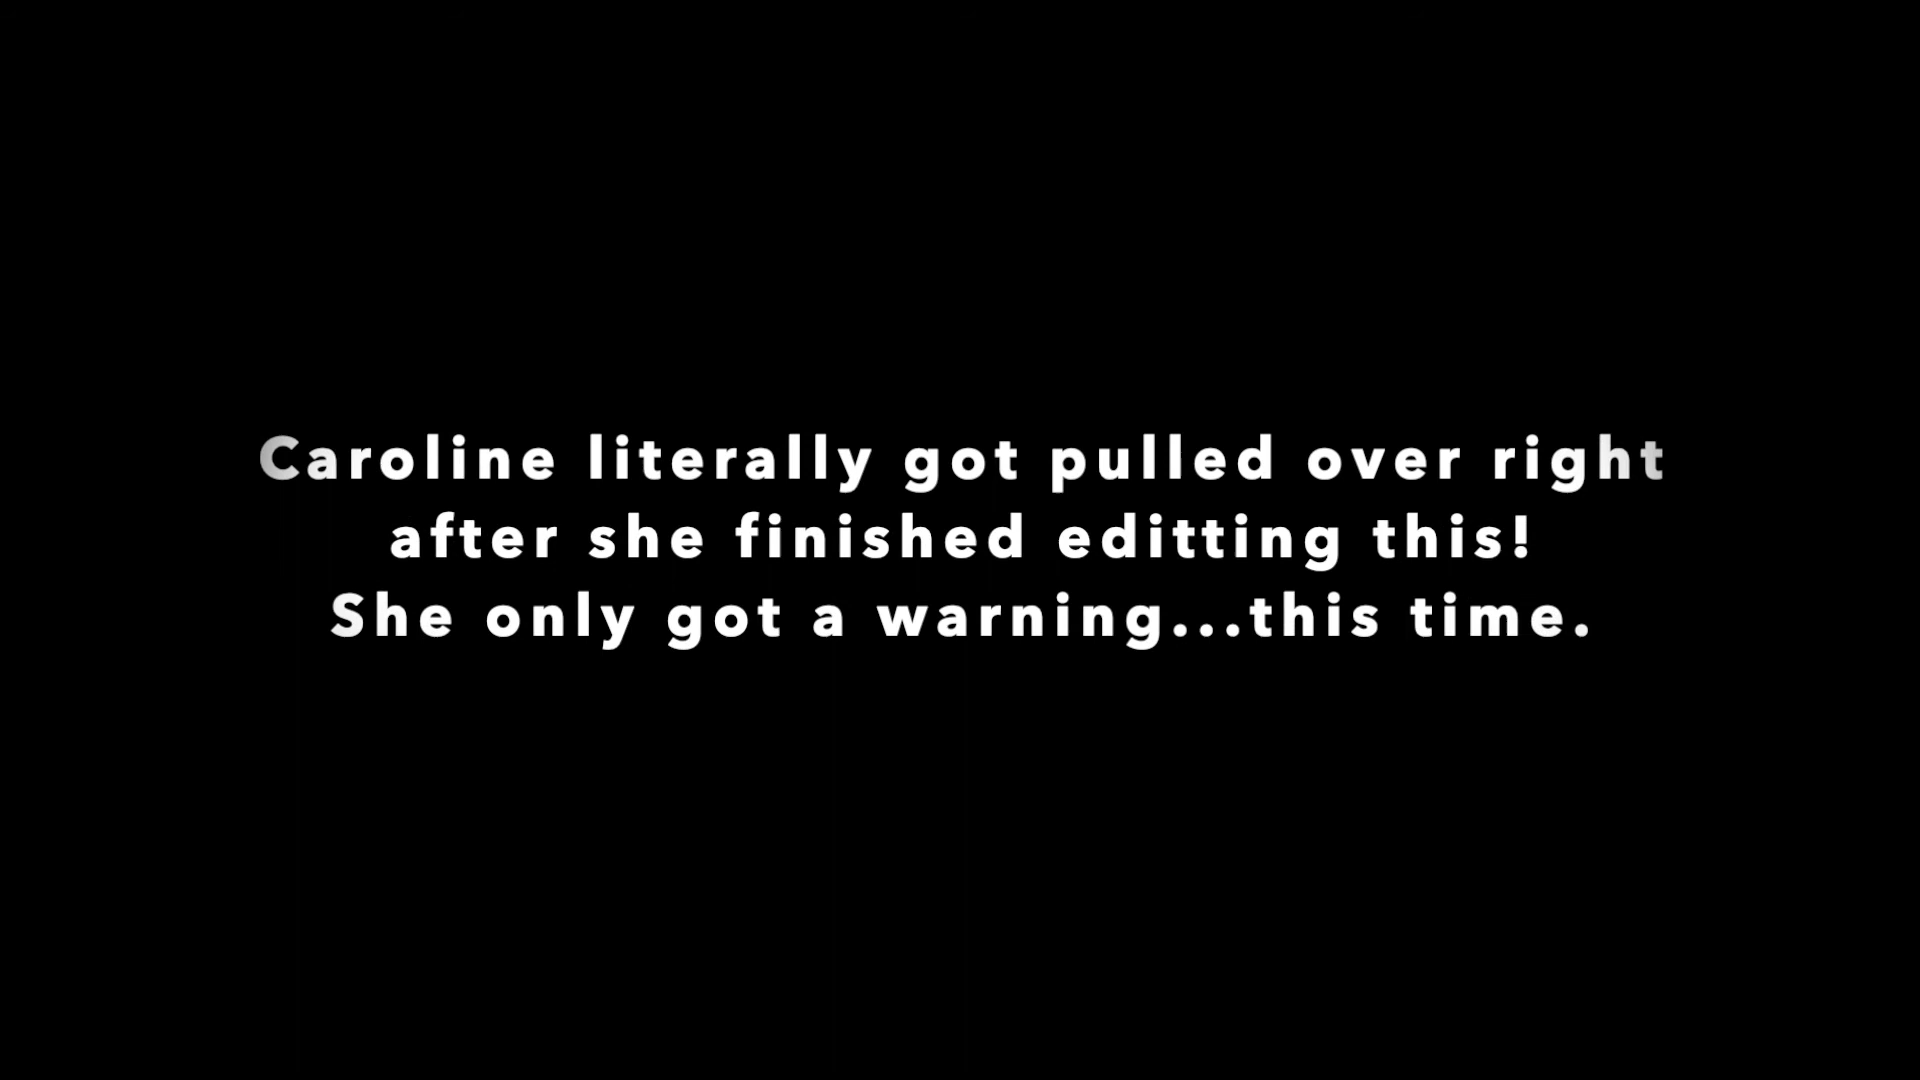 Caroline literally got pulled over right
after she finished editting this!
She only got a warning...this time.